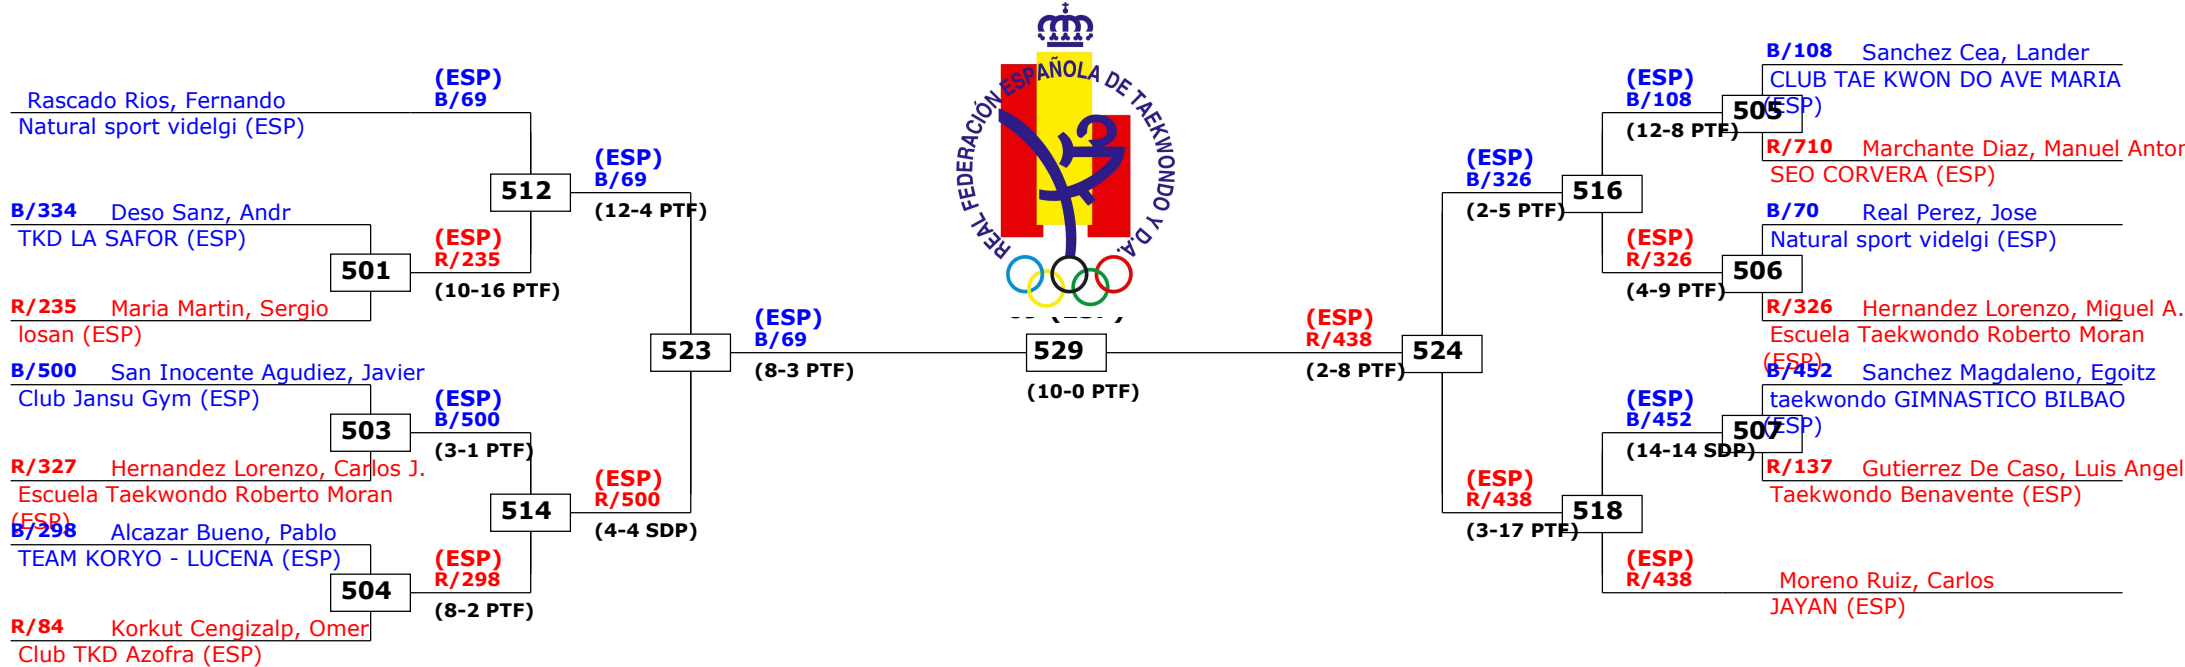 REAL FEDERACIÓN ESPAÑOLA DE TAEKWONDO Y D.A.
(ESP)
B/69
Rascado Rios, Fernando
Natural sport videlgi (ESP)
B/334 Deso Sanz, Andr
TKD LA SAFOR (ESP)
501
(ESP)
R/235
(10-16 PTF)
R/235 Maria Martin, Sergio
losan (ESP)
512
(ESP)
B/69
(12-4 PTF)
B/500 San Inocente Agudiez, Javier
Club Jansu Gym (ESP)
503
(ESP)
B/500
(3-1 PTF)
R/327 Hernandez Lorenzo, Carlos J.
Escuela Taekwondo Roberto Moran
(ESP)
B/298 Alcazar Bueno, Pablo
TEAM KORYO - LUCENA (ESP)
504
(ESP)
R/298
(8-2 PTF)
R/84 Korkut Cengizalp, Omer
Club TKD Azofra (ESP)
514
(ESP)
R/500
(4-4 SDP)
523
(ESP)
B/69
(8-3 PTF)
529
(10-0 PTF)
(ESP)
R/438
(2-8 PTF)
524
(ESP)
B/326
(2-5 PTF)
516
(ESP)
B/108
(12-8 PTF)
505
B/108 Sanchez Cea, Lander
CLUB TAE KWON DO AVE MARIA
(ESP)
R/710 Marchante Diaz, Manuel Anton
SEO CORVERA (ESP)
B/70 Real Perez, Jose
Natural sport videlgi (ESP)
(ESP)
R/326
(4-9 PTF)
506
R/326 Hernandez Lorenzo, Miguel A.
Escuela Taekwondo Roberto Moran
(ESP)
B/452 Sanchez Magdaleno, Egoitz
taekwondo GIMNASTICO BILBAO
(ESP)
(ESP)
B/452
(14-14 SDP)
507
R/137 Gutierrez De Caso, Luis Angel
Taekwondo Benavente (ESP)
(ESP)
R/438
(3-17 PTF)
518
(ESP)
R/438
Moreno Ruiz, Carlos
JAYAN (ESP)